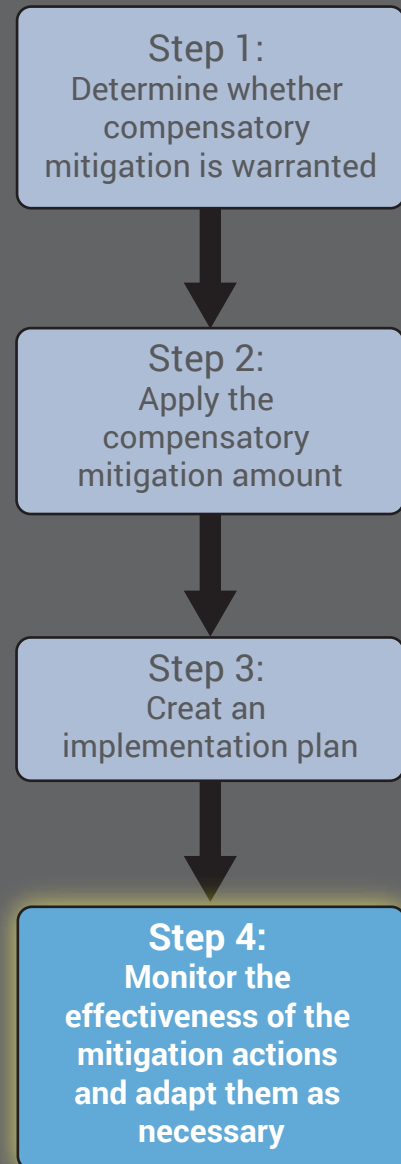 Step 1:
Determine whether
compensatory
mitigation is warranted
Step 2:
Apply the
compensatory
mitigation amount
Step 3:
Creat an
implementation plan
Step 4:
Monitor the
effectiveness of the
mitigation actions
and adapt them as
necessary